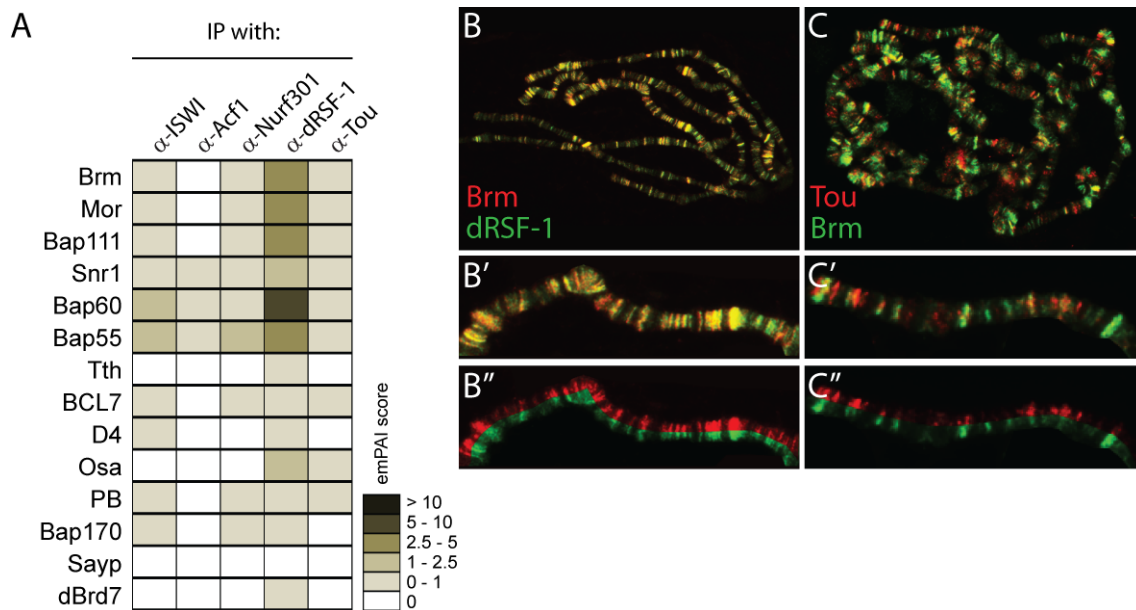 A
IP with:
α-ISWI
α-Acf1
α-Nurf301
α-dRSF-1
α-Tou
Brm
Mor
Bap111
Snr1
Bap60
Bap55
Tth
BCL7
D4
Osa
PB
Bap170
Sayp
dBrd7
emPAI score
> 10
5 - 10
2.5 - 5
1 - 2.5
0 - 1
0
B
Brm
dRSF-1
C
Tou
Brm
B'
C'
B"
C"